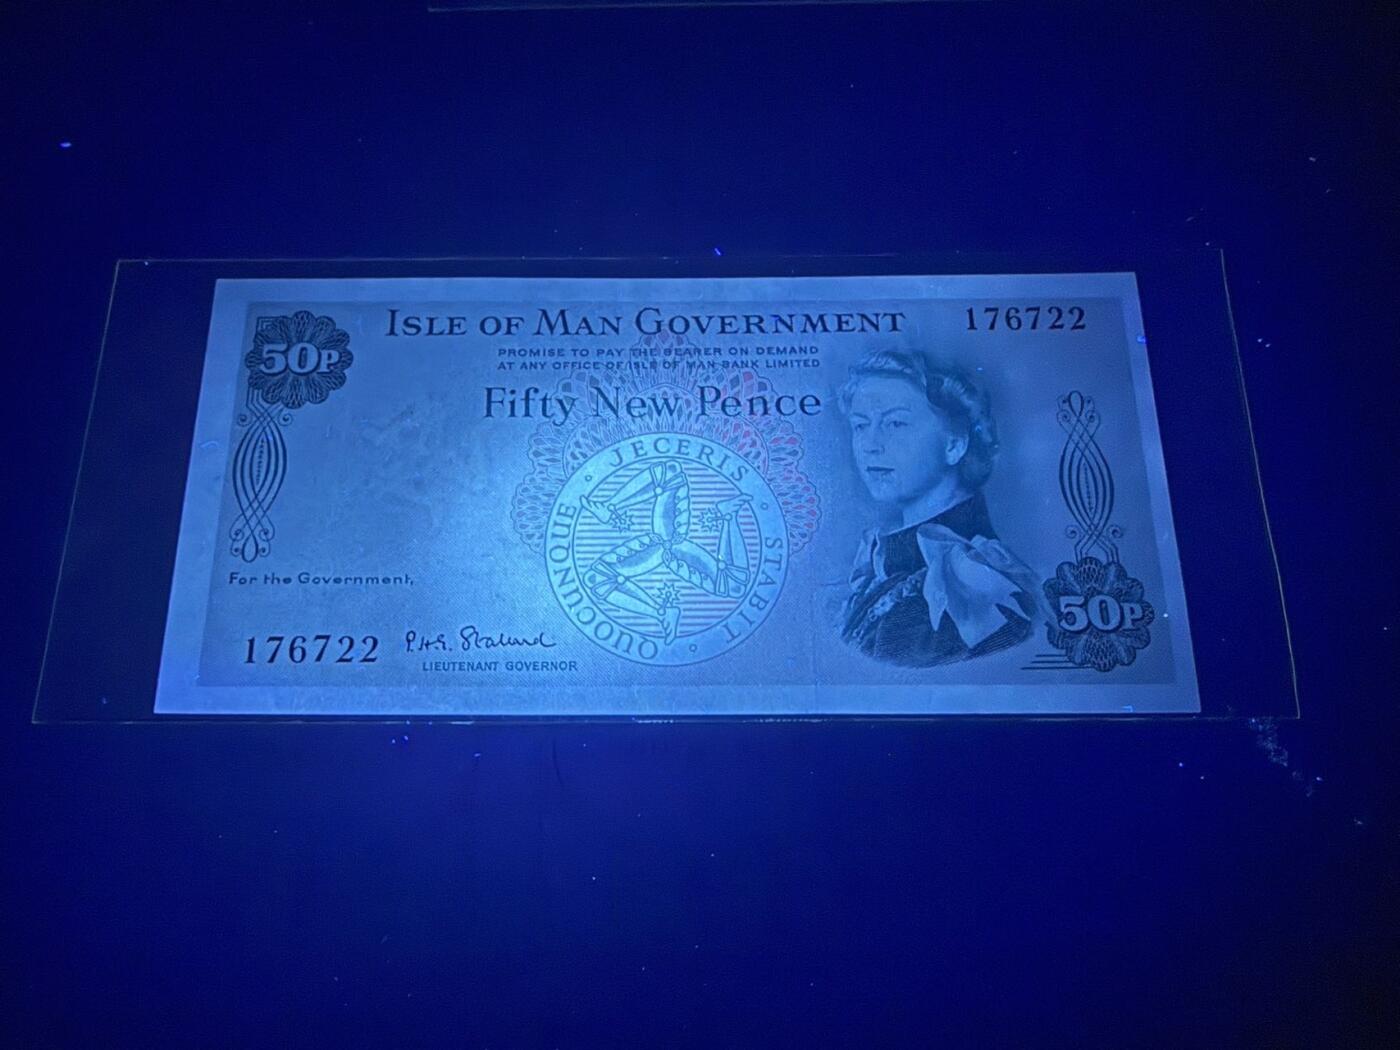 ISLE OF MAN GOVERNMENT
176722
50P
PROMISE TO PAY THE BEARER ON DEMAND
AT ANY OFFICE OF ISLE OF MAN BANK LIMITED
Fifty New Pence
QUOCUNQUE JECERIS STABIT
For the Government,
50P
176722
P.H.G. Stallard
LIEUTENANT GOVERNOR